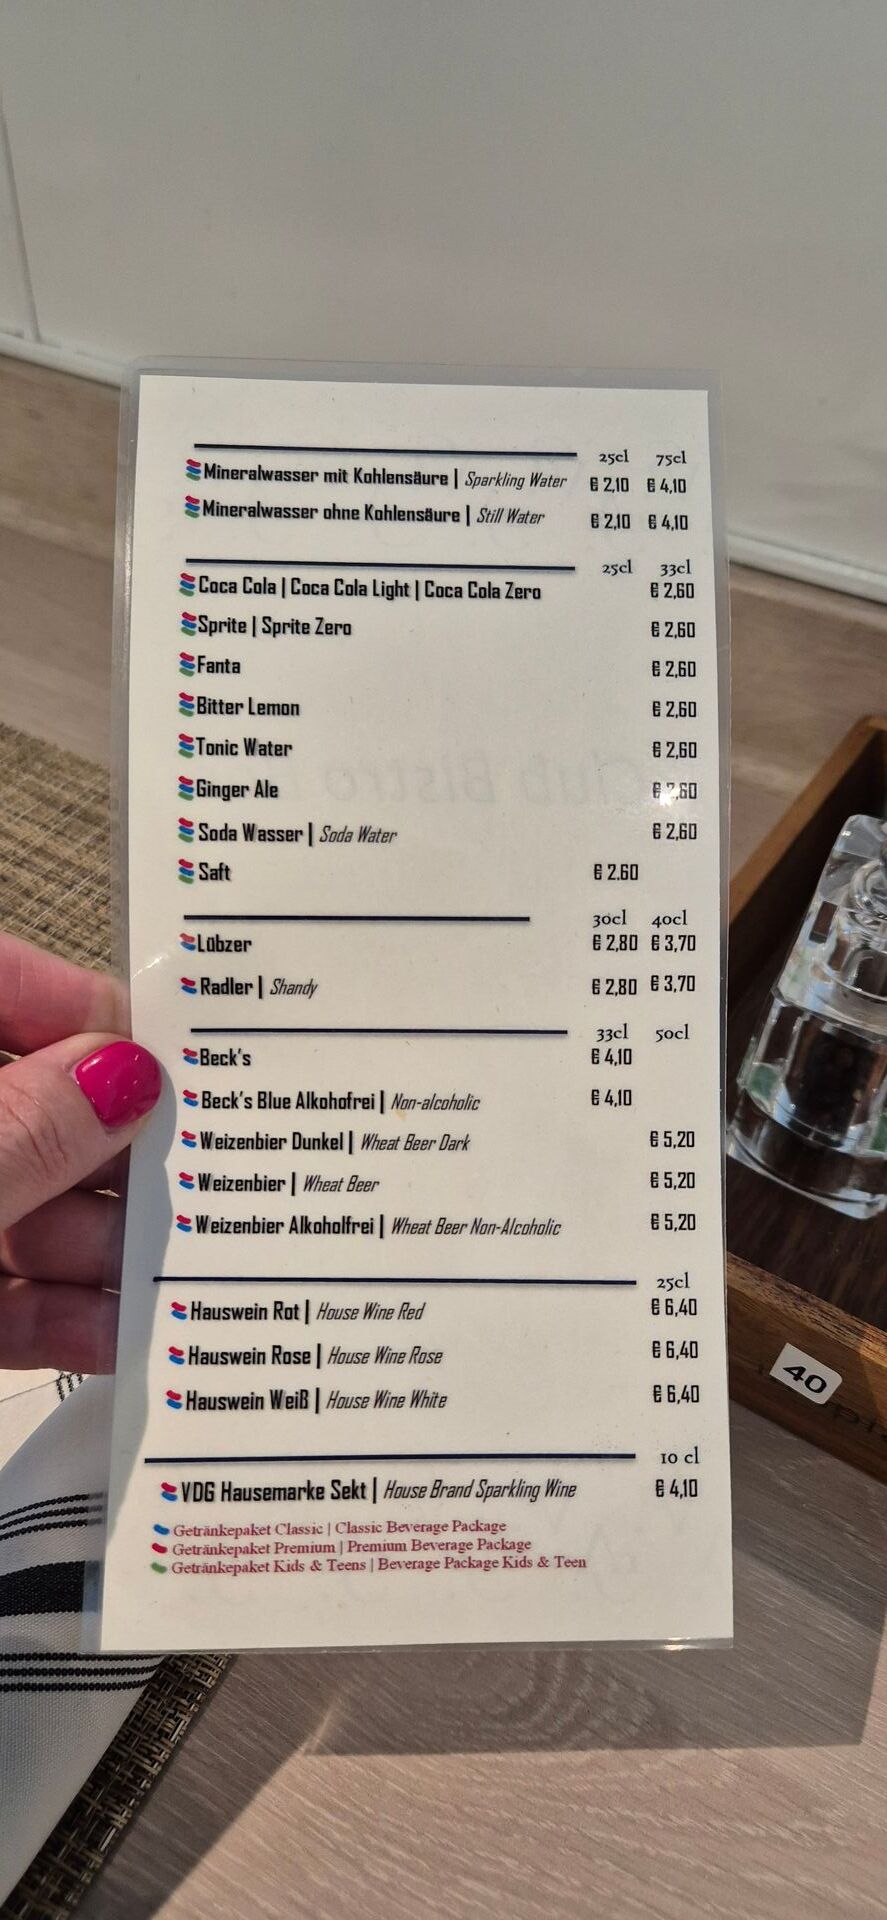 25cl 75cl
Mineralwasser mit Kohlensäure | Sparkling Water € 2,10 € 4,10
Mineralwasser ohne Kohlensäure | Still Water € 2,10 € 4,10
25cl 33cl
Coca Cola | Coca Cola Light | Coca Cola Zero € 2,60
Sprite | Sprite Zero € 2,60
Fanta € 2,60
Bitter Lemon € 2,60
Tonic Water € 2,60
Ginger Ale € 2,60
Soda Wasser | Soda Water € 2,60
Saft € 2.60
30cl 40cl
Lübzer € 2,80 € 3,70
Radler | Shandy € 2,80 € 3,70
33cl 50cl
Beck's € 4,10
Beck's Blue Alkohofrei | Non-alcoholic € 4,10
Weizenbier Dunkel | Wheat Beer Dark € 5,20
Weizenbier | Wheat Beer € 5,20
Weizenbier Alkoholfrei | Wheat Beer Non-Alcoholic € 5,20
25cl
Hauswein Rot | House Wine Red € 6,40
Hauswein Rose | House Wine Rose € 6,40
Hauswein Weiß | House Wine White € 6,40
10 cl
VDG Hausemarke Sekt | House Brand Sparkling Wine € 4,10
Getränkepaket Classic | Classic Beverage Package
Getränkepaket Premium | Premium Beverage Package
Getränkepaket Kids & Teens | Beverage Package Kids & Teen
40